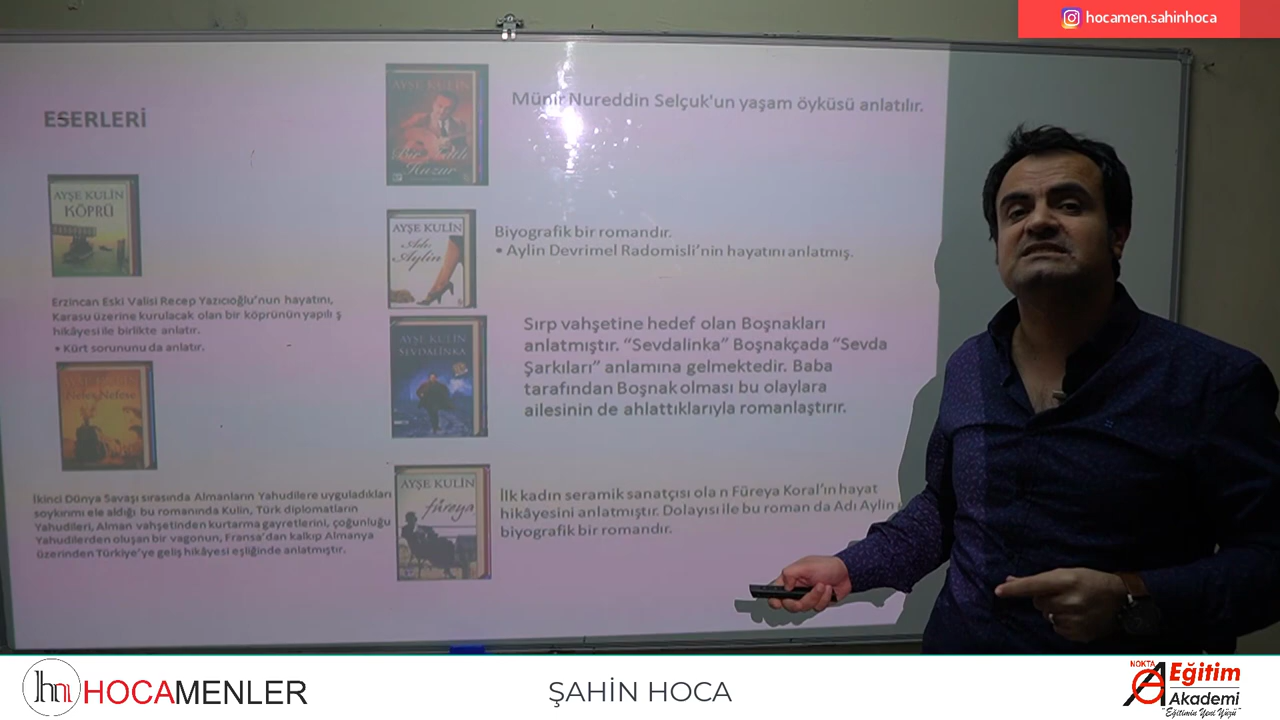 hocamen.sahinhoca
ESERLERİ
AYŞE KULİN
KÖPRÜ
Erzincan Eski Valisi Recep Yazıcıoğlu'nun hayatını,
Karasu üzerine kurulacak olan bir köprünün yapılı ş
hikâyesi ile birlikte anlatır.
• Kürt sorununu da anlatır.
Nefes Nefese
İkinci Dünya Savaşı sırasında Almanların Yahudilere uyguladıkları
soykırımı ele aldığı bu romanında Kulin, Türk diplomatların
Yahudileri, Alman vahşetinden kurtarma gayretlerini, çoğunluğu
Yahudilerden oluşan bir vagonun, Fransa'dan kalkıp Almanya
üzerinden Türkiye'ye geliş hikâyesi eşliğinde anlatmıştır.
AYŞE KULİN
Bir Tatlı
Huzur
Münir Nureddin Selçuk'un yaşam öyküsü anlatılır.
AYŞE KULİN
Adı
Aylin
Biyografik bir romandır.
• Aylin Devrimel Radomisli'nin hayatını anlatmış.
AYŞE KULİN
SEVDALİNKA
Sırp vahşetine hedef olan Boşnakları
anlatmıştır. “Sevdalinka” Boşnakçada “Sevda
Şarkıları” anlamına gelmektedir. Baba
tarafından Boşnak olması bu olaylara
ailesinin de ahlattıklarıyla romanlaştırır.
AYŞE KULİN
füreya
İlk kadın seramik sanatçısı ola n Füreya Koral'ın hayat
hikâyesini anlatmıştır. Dolayısı ile bu roman da Adı Aylin
biyografik bir romandır.
hm HOCAMENLER
ŞAHİN HOCA
NOKTA
Eğitim
Akademi
"Eğitimin Yeni Yüzü"